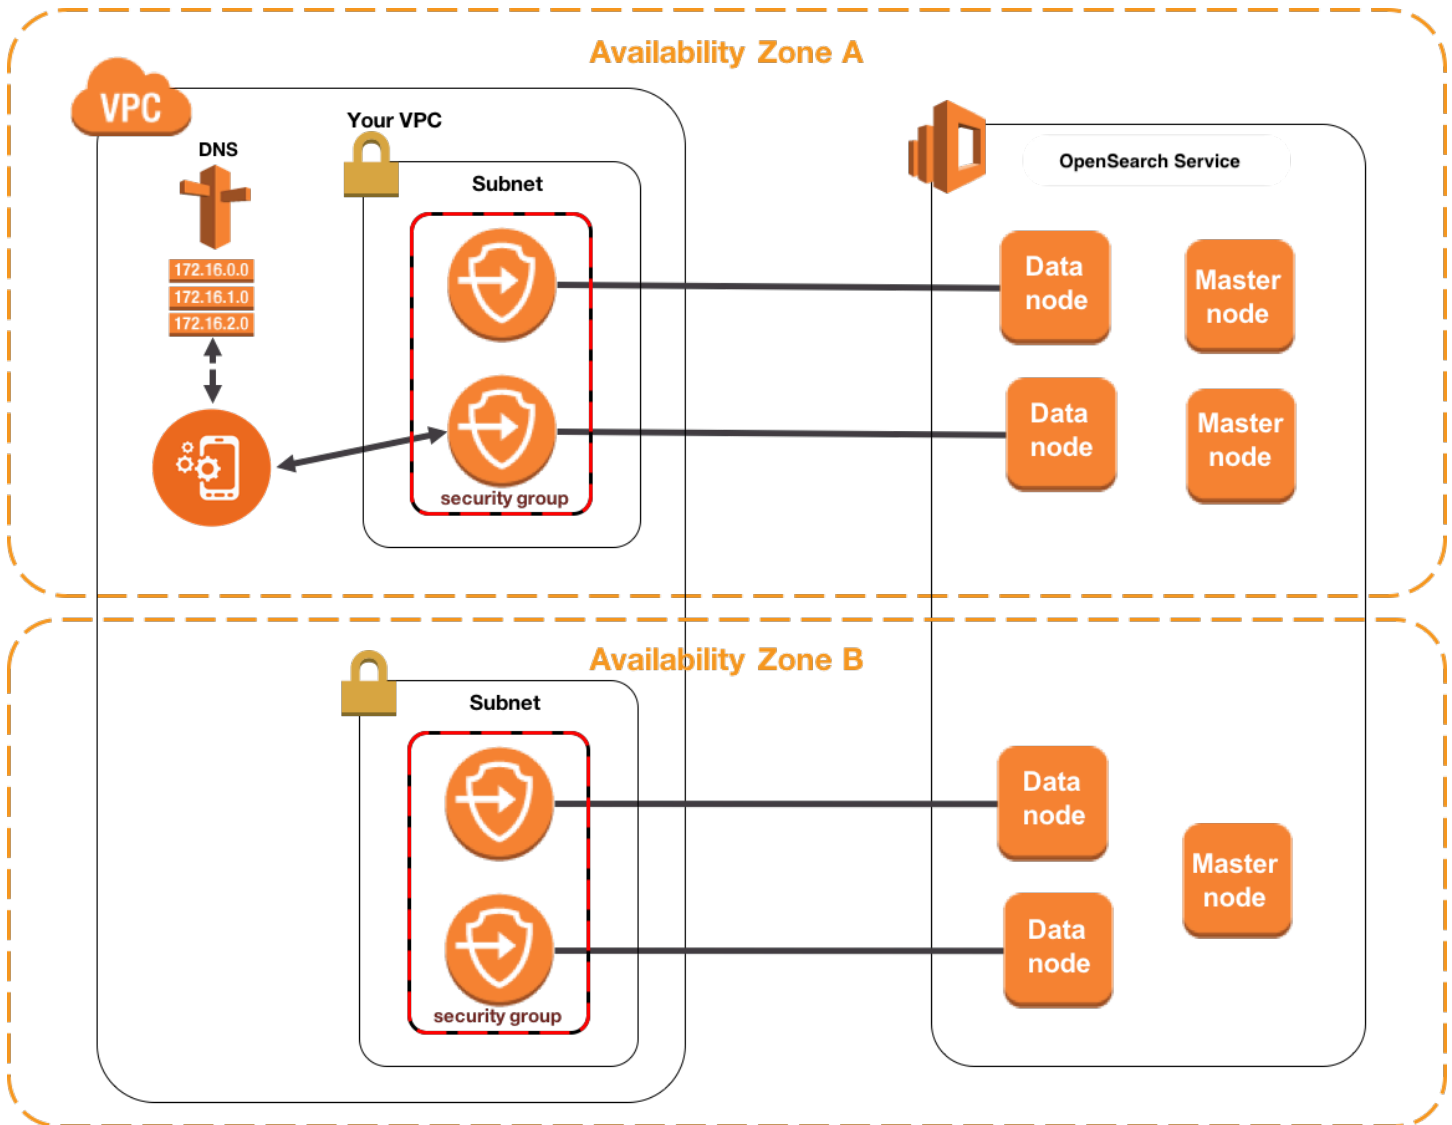 Availability Zone A
VPC
Your VPC
DNS
Subnet
OpenSearch Service
172.16.0.0
172.16.1.0
172.16.2.0
Data
node
Master
node
Data
node
Master
node
security group
Availability Zone B
Subnet
Data
node
Master
node
Data
node
security group